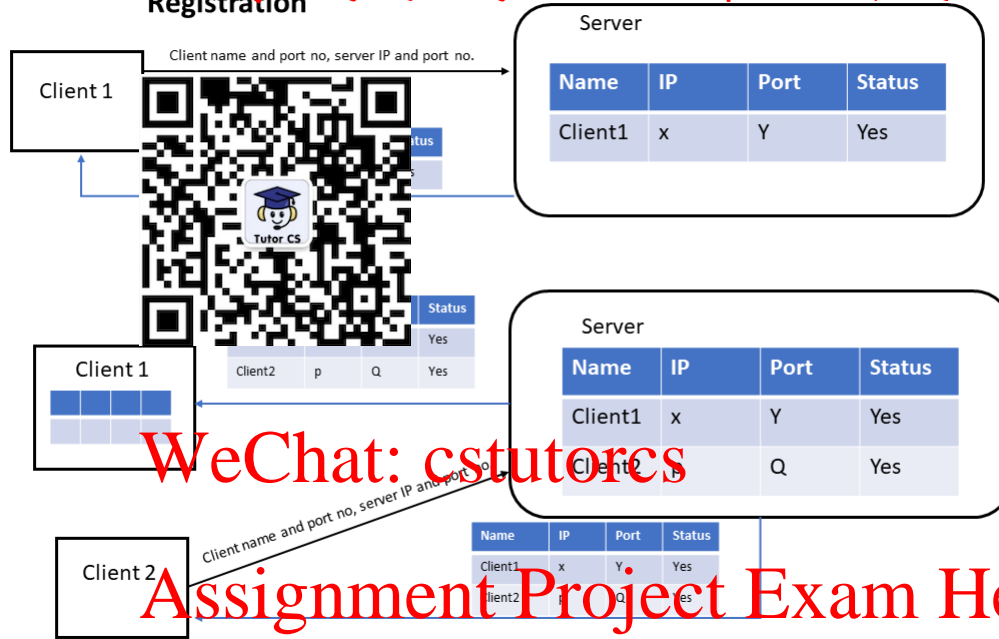 Registration
Server
Client name and port no, server IP and port no.
Client 1
Name IP Port Status
Client1 x Y Yes
Tutor CS
Status
Yes
Client2 p Q Yes
Client 1
Server
Name IP Port Status
Client1 x Y Yes
Client2 p Q Yes
WeChat: cstutorcs
Client name and port no, server IP and port no.
Client 2
Name IP Port Status
Client1 x Y Yes
Client2 p Q Yes
Assignment Project Exam He